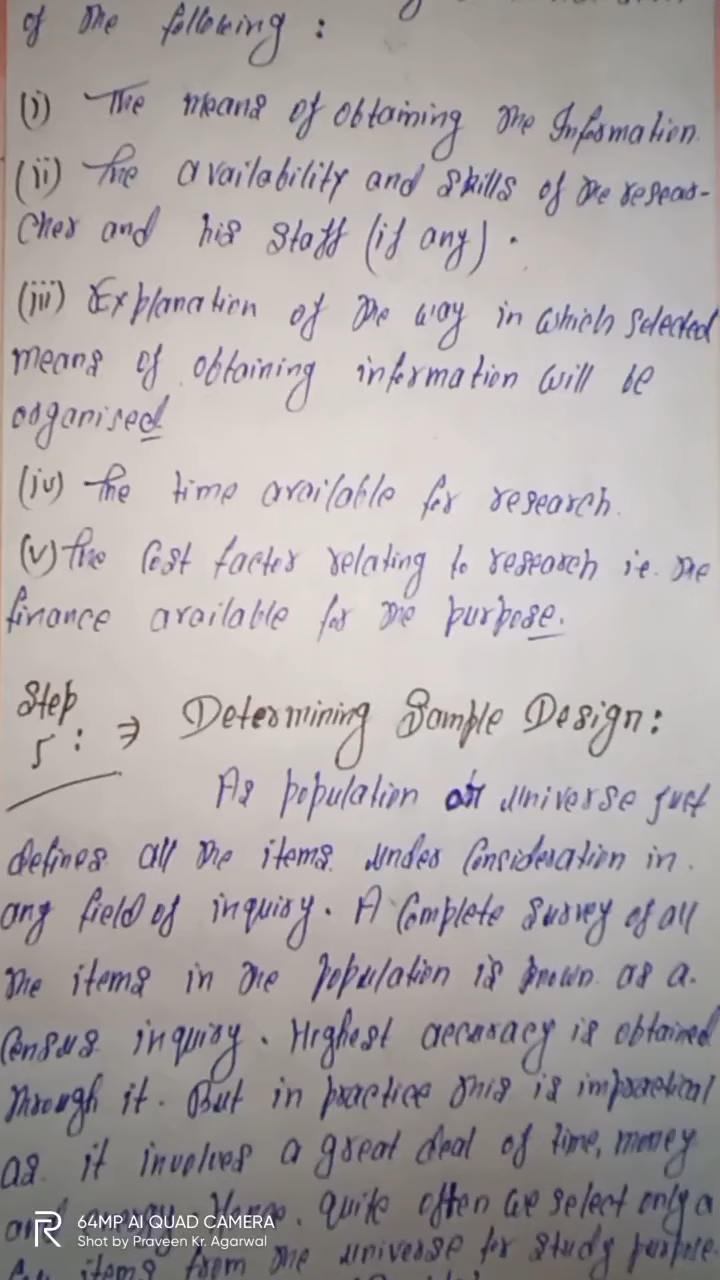 of the following :
(i) The means of obtaining the Information.
(ii) The availability and skills of the resear-
cher and his staff (if any) .
(iii) Explanation of the way in which selected
means of obtaining information will be
organised
(iv) The time available for research.
(v) The Cost factor relating to research i.e. the
finance available for the purpose.
Step 5 : ⇒ Determining Sample Design :
As population or universe just
defines all the items under Consideration in
any field of inquiry. A Complete survey of all
the items in the population is known as a
Census inquiry. Highest accuracy is obtained
through it. But in practice this is impractical
as it involves a great deal of time, money
and energy. Hence, quite often we select only a
items from the universe for study purpose
64MP AI QUAD CAMERA
Shot by Praveen Kr. Agarwal